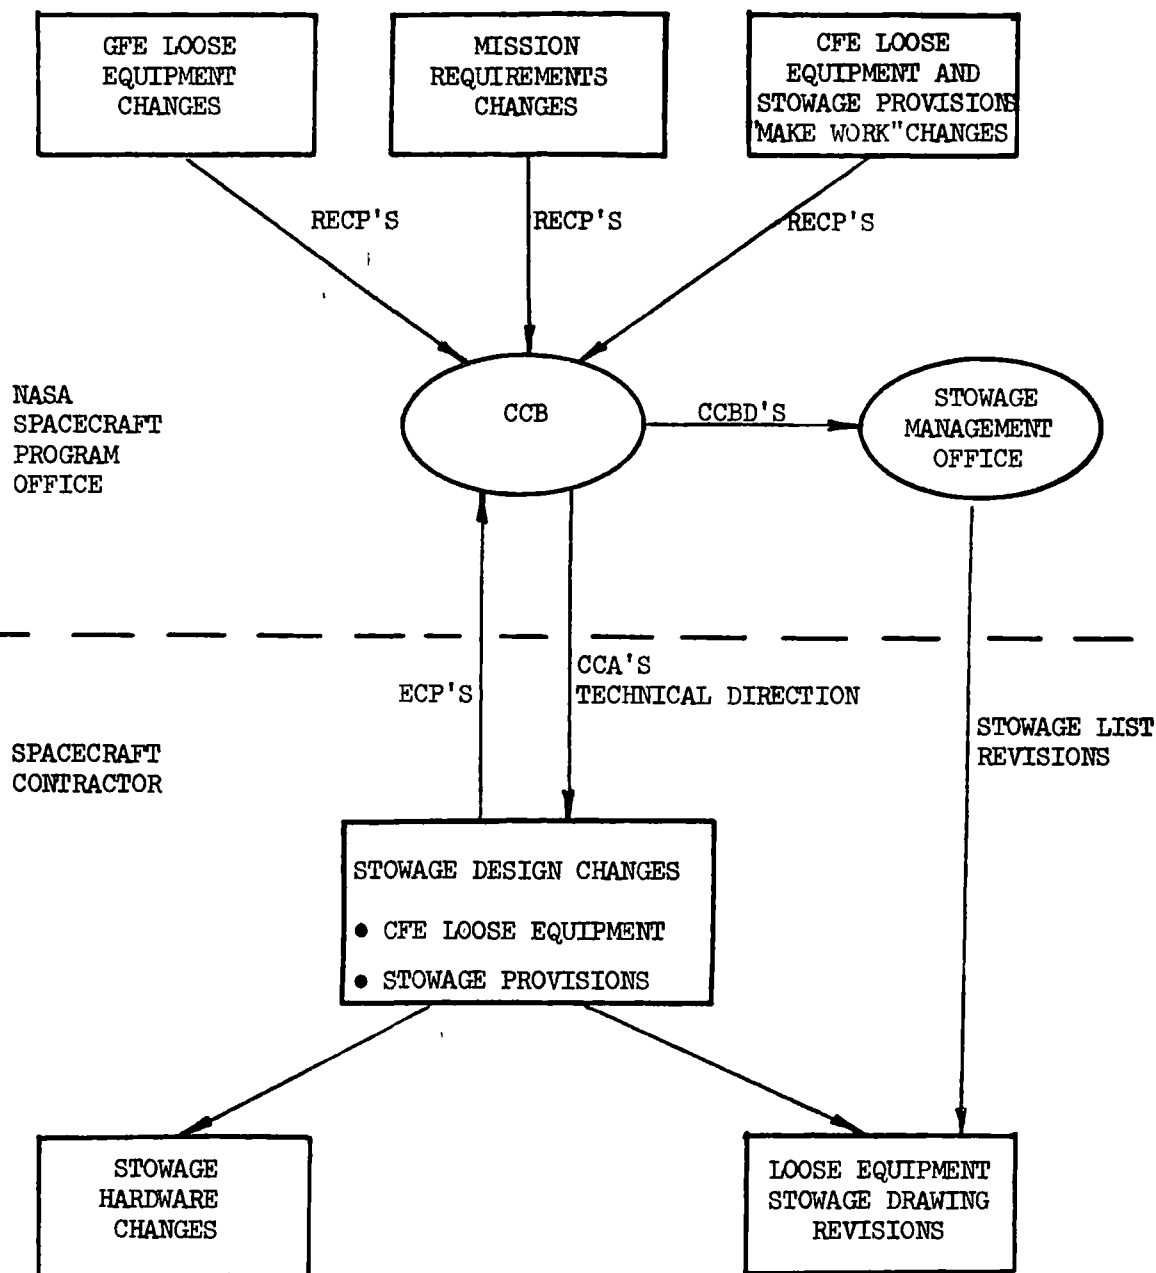 GFE LOOSE
EQUIPMENT
CHANGES
MISSION
REQUIREMENTS
CHANGES
CFE LOOSE
EQUIPMENT AND
STOWAGE PROVISIONS
"MAKE WORK" CHANGES
RECP'S
RECP'S
RECP'S
NASA
SPACECRAFT
PROGRAM
OFFICE
CCB
CCBD'S
STOWAGE
MANAGEMENT
OFFICE
ECP'S
CCA'S
TECHNICAL DIRECTION
STOWAGE LIST
REVISIONS
SPACECRAFT
CONTRACTOR
STOWAGE DESIGN CHANGES
● CFE LOOSE EQUIPMENT
● STOWAGE PROVISIONS
STOWAGE
HARDWARE
CHANGES
LOOSE EQUIPMENT
STOWAGE DRAWING
REVISIONS